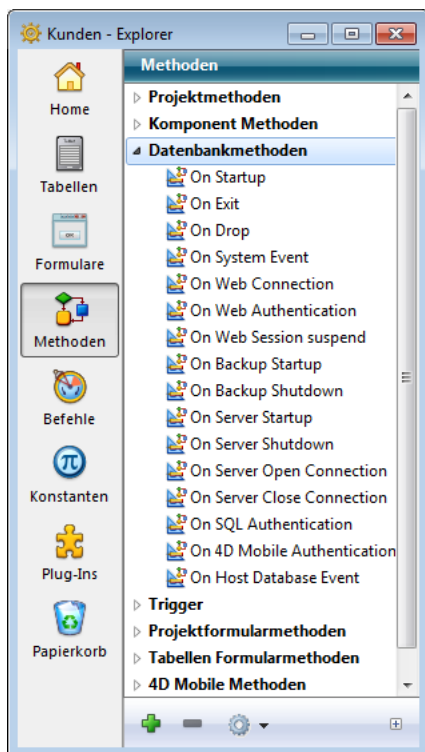 Kunden - Explorer
Home
Tabellen
Formulare
Methoden
Befehle
Konstanten
Plug-Ins
Papierkorb
Methoden
Projektmethoden
Komponent Methoden
Datenbankmethoden
On Startup
On Exit
On Drop
On System Event
On Web Connection
On Web Authentication
On Web Session suspend
On Backup Startup
On Backup Shutdown
On Server Startup
On Server Shutdown
On Server Open Connection
On Server Close Connection
On SQL Authentication
On 4D Mobile Authentication
On Host Database Event
Trigger
Projektformularmethoden
Tabellen Formularmethoden
4D Mobile Methoden